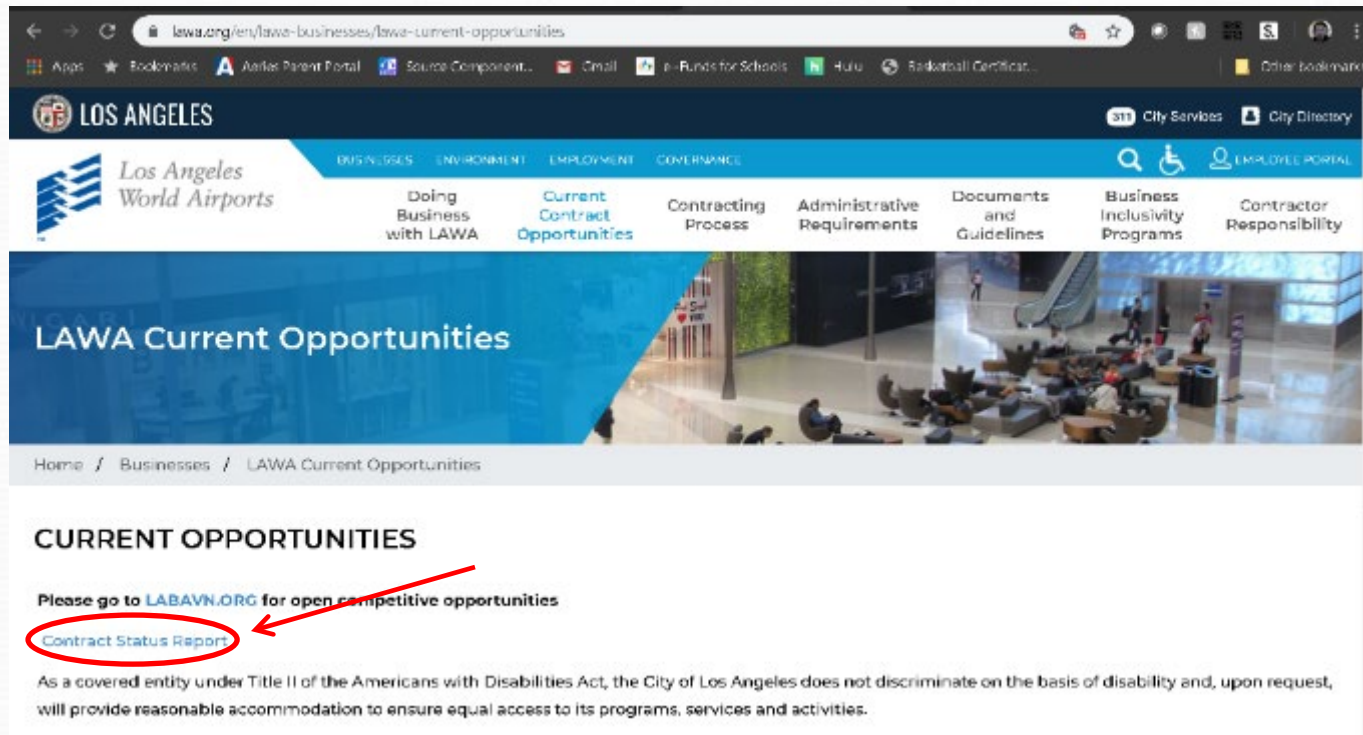 lawa.org/en/lawa-businesses/lawa-current-opportunities
Apps Bookmarks Aeries Parent Portal Source Component... Gmail e-Funds for Schools Hulu Basketball Certificat... Other bookmarks
LOS ANGELES
311 City Services City Directory
Los Angeles
World Airports
BUSINESSES ENVIRONMENT EMPLOYMENT GOVERNANCE
EMPLOYEE PORTAL
Doing
Business
with LAWA
Current
Contract
Opportunities
Contracting
Process
Administrative
Requirements
Documents
and
Guidelines
Business
Inclusivity
Programs
Contractor
Responsibility
LAWA Current Opportunities
Home / Businesses / LAWA Current Opportunities
CURRENT OPPORTUNITIES
Please go to LABAVN.ORG for open competitive opportunities
Contract Status Report
As a covered entity under Title II of the Americans with Disabilities Act, the City of Los Angeles does not discriminate on the basis of disability and, upon request,
will provide reasonable accommodation to ensure equal access to its programs, services and activities.